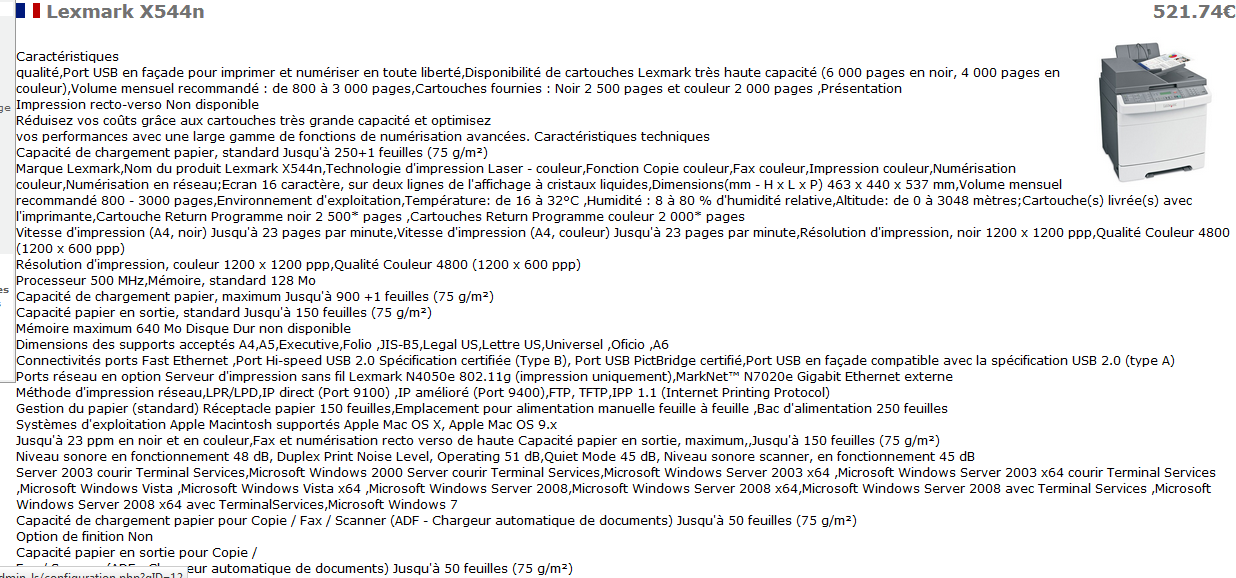 Lexmark X544n
521.74€
Caractéristiques
qualité,Port USB en façade pour imprimer et numériser en toute liberté,Disponibilité de cartouches Lexmark très haute capacité (6 000 pages en noir, 4 000 pages en
couleur),Volume mensuel recommandé : de 800 à 3 000 pages,Cartouches fournies : Noir 2 500 pages et couleur 2 000 pages ,Présentation
Impression recto-verso Non disponible
Réduisez vos coûts grâce aux cartouches très grande capacité et optimisez
vos performances avec une large gamme de fonctions de numérisation avancées. Caractéristiques techniques
Capacité de chargement papier, standard Jusqu'à 250+1 feuilles (75 g/m²)
Marque Lexmark,Nom du produit Lexmark X544n,Technologie d'impression Laser - couleur,Fonction Copie couleur,Fax couleur,Impression couleur,Numérisation
couleur,Numérisation en réseau;Ecran 16 caractère, sur deux lignes de l'affichage à cristaux liquides,Dimensions(mm - H x L x P) 463 x 440 x 537 mm,Volume mensuel
recommandé 800 - 3000 pages,Environnement d'exploitation,Température: de 16 à 32°C ,Humidité : 8 à 80 % d'humidité relative,Altitude: de 0 à 3048 mètres;Cartouche(s) livrée(s) avec
l'imprimante,Cartouche Return Programme noir 2 500* pages ,Cartouches Return Programme couleur 2 000* pages
Vitesse d'impression (A4, noir) Jusqu'à 23 pages par minute,Vitesse d'impression (A4, couleur) Jusqu'à 23 pages par minute,Résolution d'impression, noir 1200 x 1200 ppp,Qualité Couleur 4800
(1200 x 600 ppp)
Résolution d'impression, couleur 1200 x 1200 ppp,Qualité Couleur 4800 (1200 x 600 ppp)
Processeur 500 MHz,Mémoire, standard 128 Mo
Capacité de chargement papier, maximum Jusqu'à 900 +1 feuilles (75 g/m²)
Capacité papier en sortie, standard Jusqu'à 150 feuilles (75 g/m²)
Mémoire maximum 640 Mo Disque Dur non disponible
Dimensions des supports acceptés A4,A5,Executive,Folio ,JIS-B5,Legal US,Lettre US,Universel ,Oficio ,A6
Connectivités ports Fast Ethernet ,Port Hi-speed USB 2.0 Spécification certifiée (Type B), Port USB PictBridge certifié,Port USB en façade compatible avec la spécification USB 2.0 (type A)
Ports réseau en option Serveur d'impression sans fil Lexmark N4050e 802.11g (impression uniquement),MarkNet™ N7020e Gigabit Ethernet externe
Méthode d'impression réseau,LPR/LPD,IP direct (Port 9100) ,IP amélioré (Port 9400),FTP, TFTP,IPP 1.1 (Internet Printing Protocol)
Gestion du papier (standard) Réceptacle papier 150 feuilles,Emplacement pour alimentation manuelle feuille à feuille ,Bac d'alimentation 250 feuilles
Systèmes d'exploitation Apple Macintosh supportés Apple Mac OS X, Apple Mac OS 9.x
Jusqu'à 23 ppm en noir et en couleur,Fax et numérisation recto verso de haute Capacité papier en sortie, maximum,,Jusqu'à 150 feuilles (75 g/m²)
Niveau sonore en fonctionnement 48 dB, Duplex Print Noise Level, Operating 51 dB,Quiet Mode 45 dB, Niveau sonore scanner, en fonctionnement 45 dB
Server 2003 courir Terminal Services,Microsoft Windows 2000 Server courir Terminal Services,Microsoft Windows Server 2003 x64 ,Microsoft Windows Server 2003 x64 courir Terminal Services
,Microsoft Windows Vista ,Microsoft Windows Vista x64 ,Microsoft Windows Server 2008,Microsoft Windows Server 2008 x64,Microsoft Windows Server 2008 avec Terminal Services ,Microsoft
Windows Server 2008 x64 avec TerminalServices,Microsoft Windows 7
Capacité de chargement papier pour Copie / Fax / Scanner (ADF - Chargeur automatique de documents) Jusqu'à 50 feuilles (75 g/m²)
Option de finition Non
Capacité papier en sortie pour Copie /
automatique de documents) Jusqu'à 50 feuilles (75 g/m²)